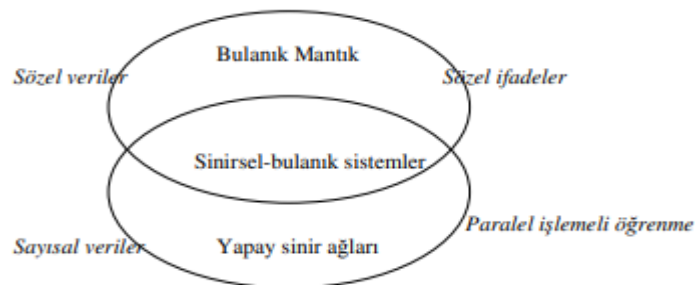 Bulanık Mantık
Sözel veriler
Sözel ifadeler
Sinirsel-bulanık sistemler
Paralel işlemeli öğrenme
Sayısal veriler
Yapay sinir ağları